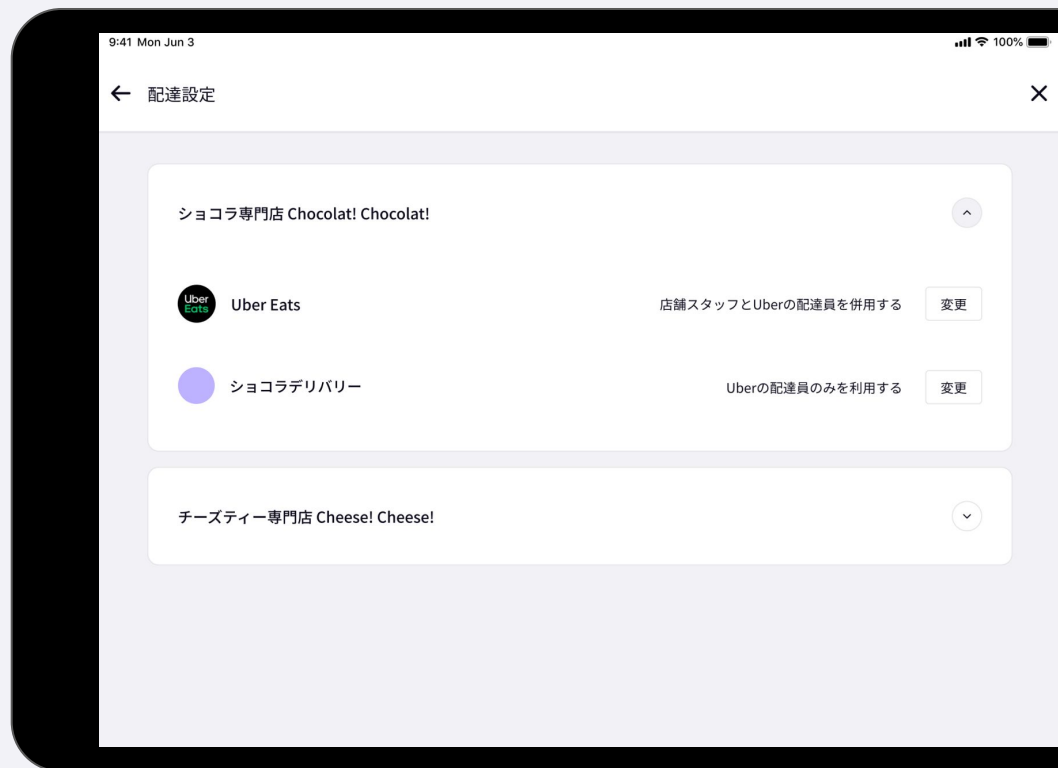 9:41 Mon Jun 3
100%
配達設定
ショコラ専門店 Chocolat! Chocolat!
Uber Eats
Uber Eats
店舗スタッフとUberの配達員を併用する
変更
ショコラデリバリー
Uberの配達員のみを利用する
変更
チーズティー専門店 Cheese! Cheese!